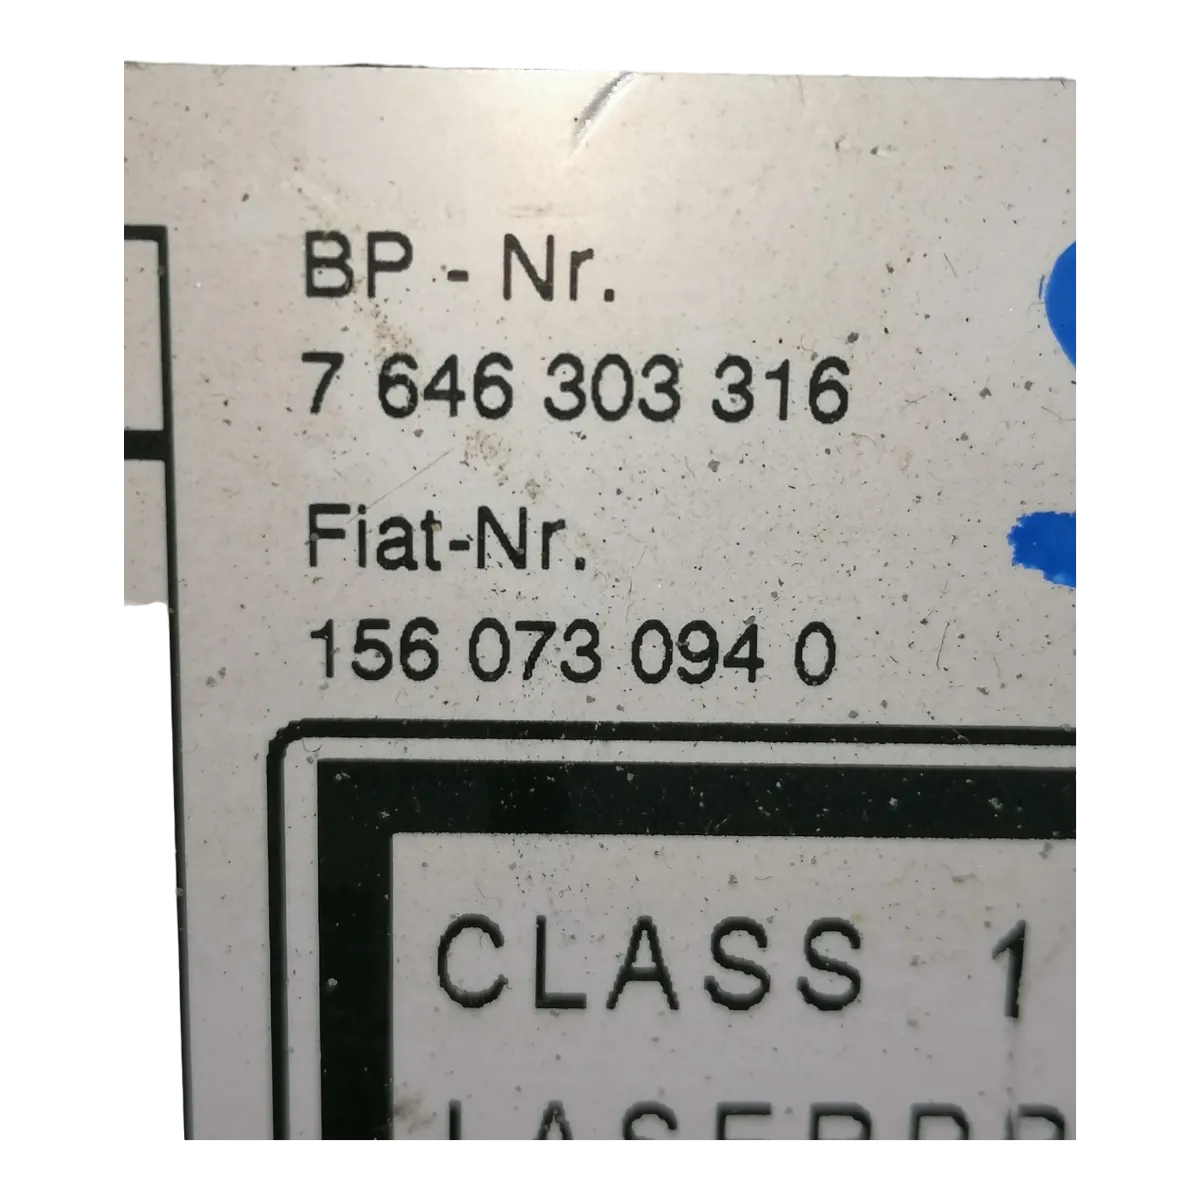 BP - Nr.
7 646 303 316
Fiat-Nr.
156 073 094 0
CLASS 1